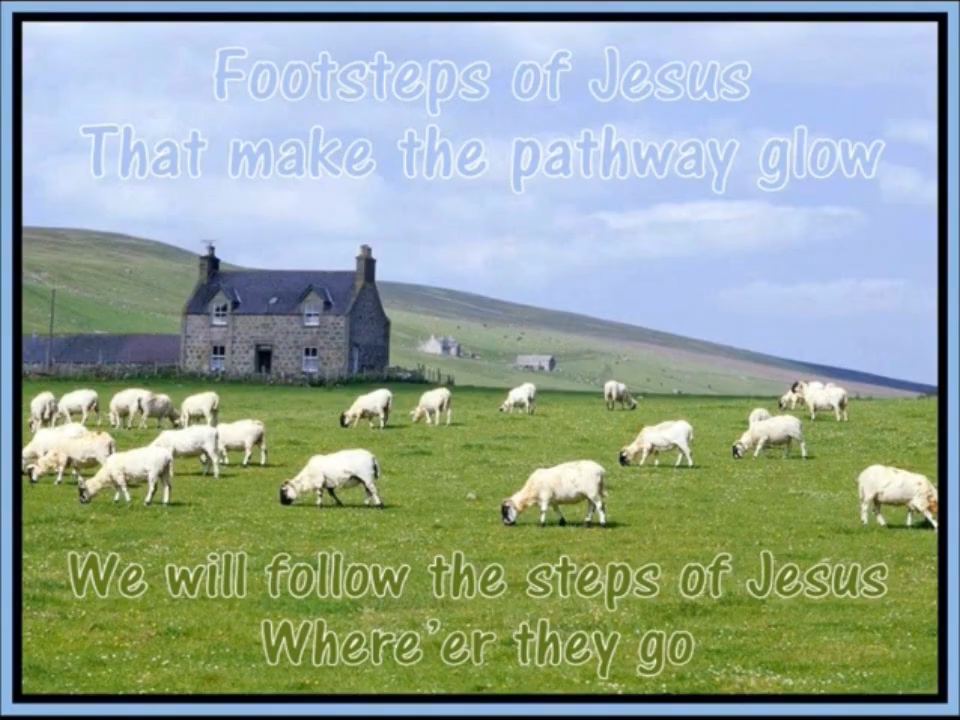 Footsteps of Jesus
That make the pathway glow
We will follow the steps of Jesus
Where'er they go